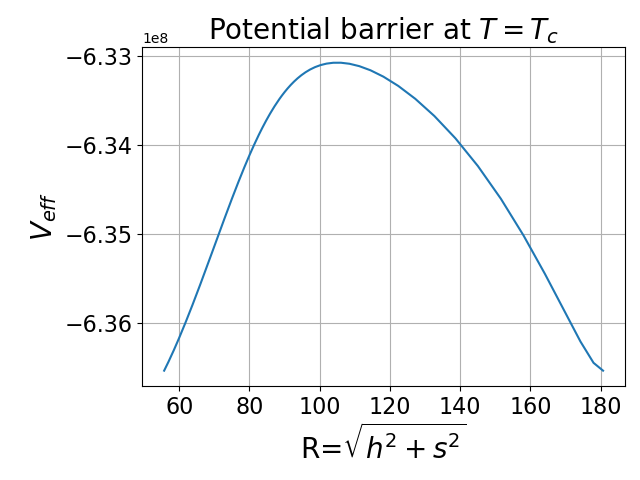 Potential barrier at T = T_c
1e8
−6.33
−6.34
−6.35
−6.36
V_eff
60 80 100 120 140 160 180
R=√h² + s²